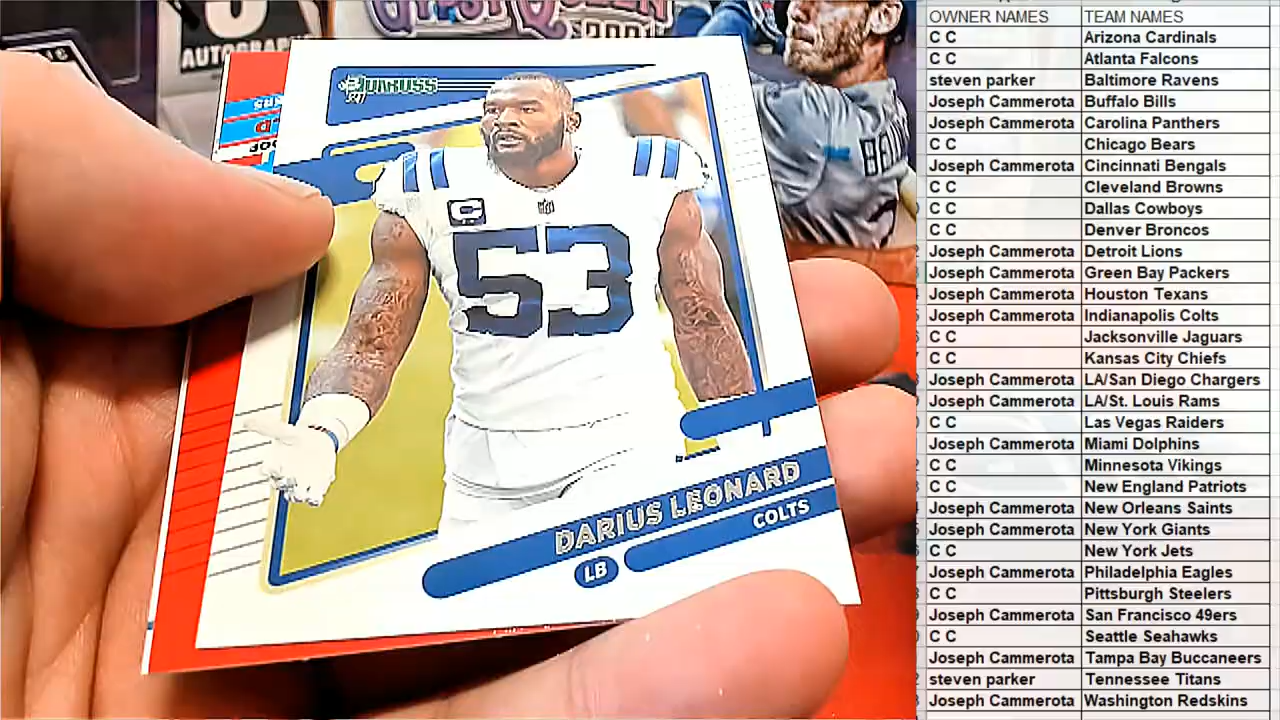 GYPSY QUEEN
2021
AUTOGRAPH
DONRUSS
C
53
DARIUS LEONARD
LB
COLTS
OWNER NAMES TEAM NAMES
C C Arizona Cardinals
C C Atlanta Falcons
steven parker Baltimore Ravens
Joseph Cammerota Buffalo Bills
Joseph Cammerota Carolina Panthers
C C Chicago Bears
Joseph Cammerota Cincinnati Bengals
C C Cleveland Browns
C C Dallas Cowboys
C C Denver Broncos
Joseph Cammerota Detroit Lions
Joseph Cammerota Green Bay Packers
Joseph Cammerota Houston Texans
Joseph Cammerota Indianapolis Colts
C C Jacksonville Jaguars
C C Kansas City Chiefs
Joseph Cammerota LA/San Diego Chargers
Joseph Cammerota LA/St. Louis Rams
C C Las Vegas Raiders
Joseph Cammerota Miami Dolphins
C C Minnesota Vikings
C C New England Patriots
Joseph Cammerota New Orleans Saints
Joseph Cammerota New York Giants
C C New York Jets
Joseph Cammerota Philadelphia Eagles
C C Pittsburgh Steelers
Joseph Cammerota San Francisco 49ers
C C Seattle Seahawks
Joseph Cammerota Tampa Bay Buccaneers
steven parker Tennessee Titans
Joseph Cammerota Washington Redskins